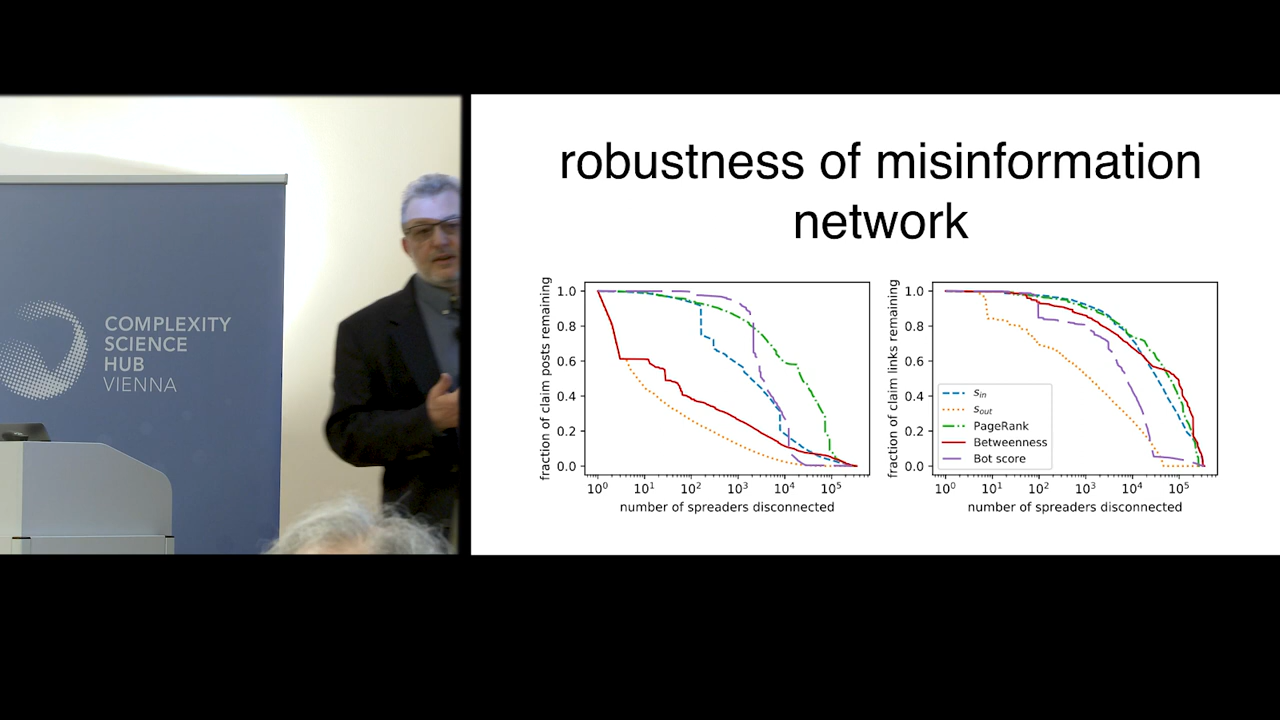 COMPLEXITY
SCIENCE
HUB
VIENNA
robustness of misinformation
network
fraction of claim posts remaining
1.0
0.8
0.6
0.4
0.2
0.0
10⁰ 10¹ 10² 10³ 10⁴ 10⁵
number of spreaders disconnected
fraction of claim links remaining
1.0
0.8
0.6
0.4
0.2
0.0
s_in
s_out
PageRank
Betweenness
Bot score
10⁰ 10¹ 10² 10³ 10⁴ 10⁵
number of spreaders disconnected